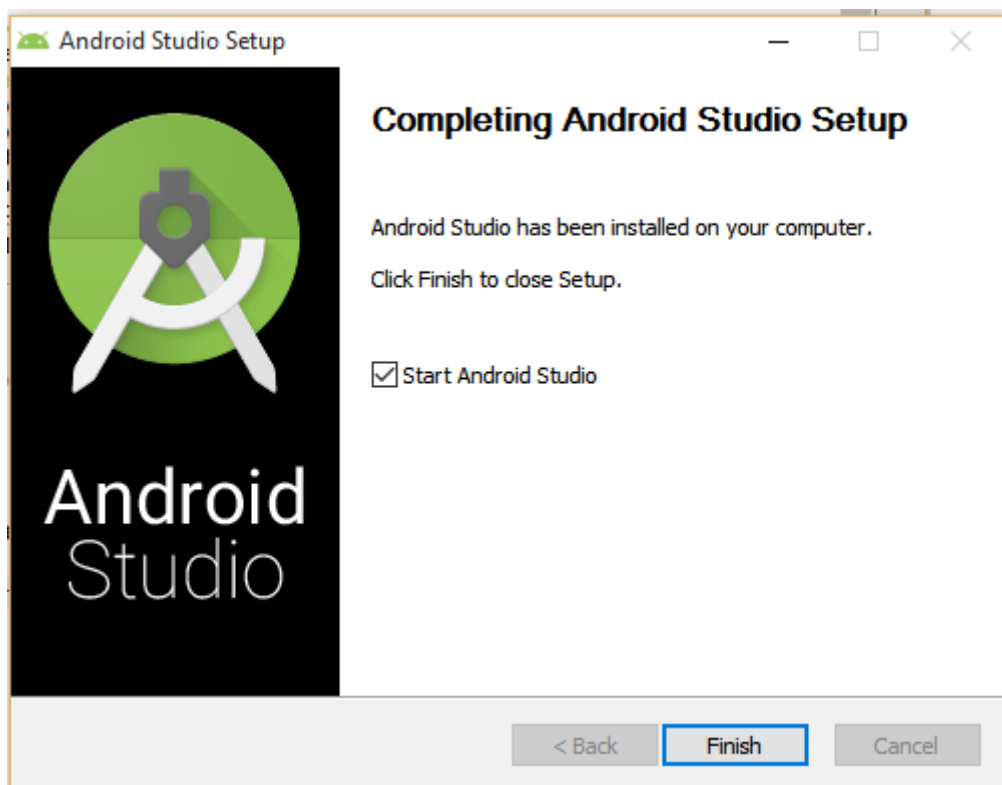 Android Studio Setup
Completing Android Studio Setup
Android Studio has been installed on your computer.
Click Finish to close Setup.
Start Android Studio
Android
Studio
< Back
Finish
Cancel